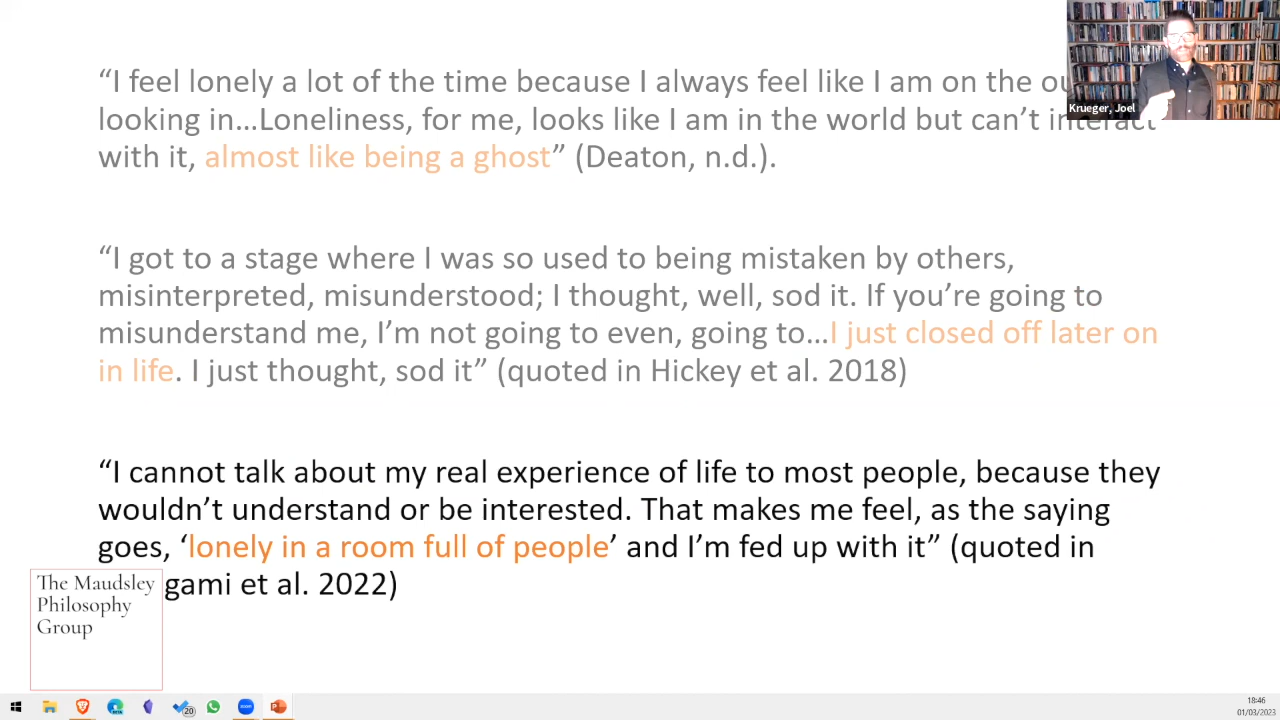 “I feel lonely a lot of the time because I always feel like I am on the
looking in…Loneliness, for me, looks like I am in the world but can’t interact
with it, almost like being a ghost” (Deaton, n.d.).
Krueger, Joel
“I got to a stage where I was so used to being mistaken by others,
misinterpreted, misunderstood; I thought, well, sod it. If you’re going to
misunderstand me, I’m not going to even, going to…I just closed off later on
in life. I just thought, sod it” (quoted in Hickey et al. 2018)
“I cannot talk about my real experience of life to most people, because they
wouldn’t understand or be interested. That makes me feel, as the saying
goes, ‘lonely in a room full of people’ and I’m fed up with it” (quoted in
gami et al. 2022)
The Maudsley
Philosophy
Group
20
18:46
01/03/2023